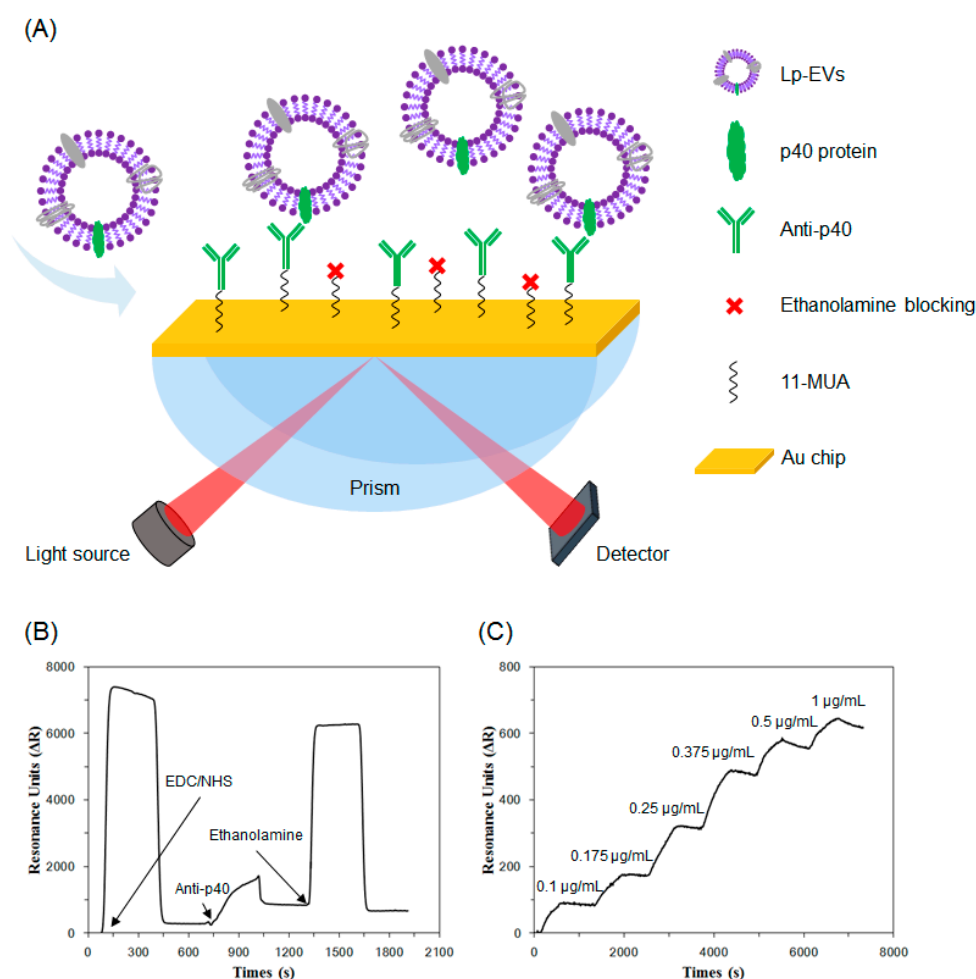 (A)
Lp-EVs
p40 protein
Anti-p40
Ethanolamine blocking
11-MUA
Au chip
Prism
Light source
Detector
(B)
8000
6000
4000
2000
0
Resonance Units (ΔR)
EDC/NHS
Anti-p40
Ethanolamine
0 300 600 900 1200 1500 1800 2100
Times (s)
(C)
800
600
400
200
0
Resonance Units (ΔR)
1 µg/mL
0.5 µg/mL
0.375 µg/mL
0.25 µg/mL
0.175 µg/mL
0.1 µg/mL
0 2000 4000 6000 8000
Times (s)